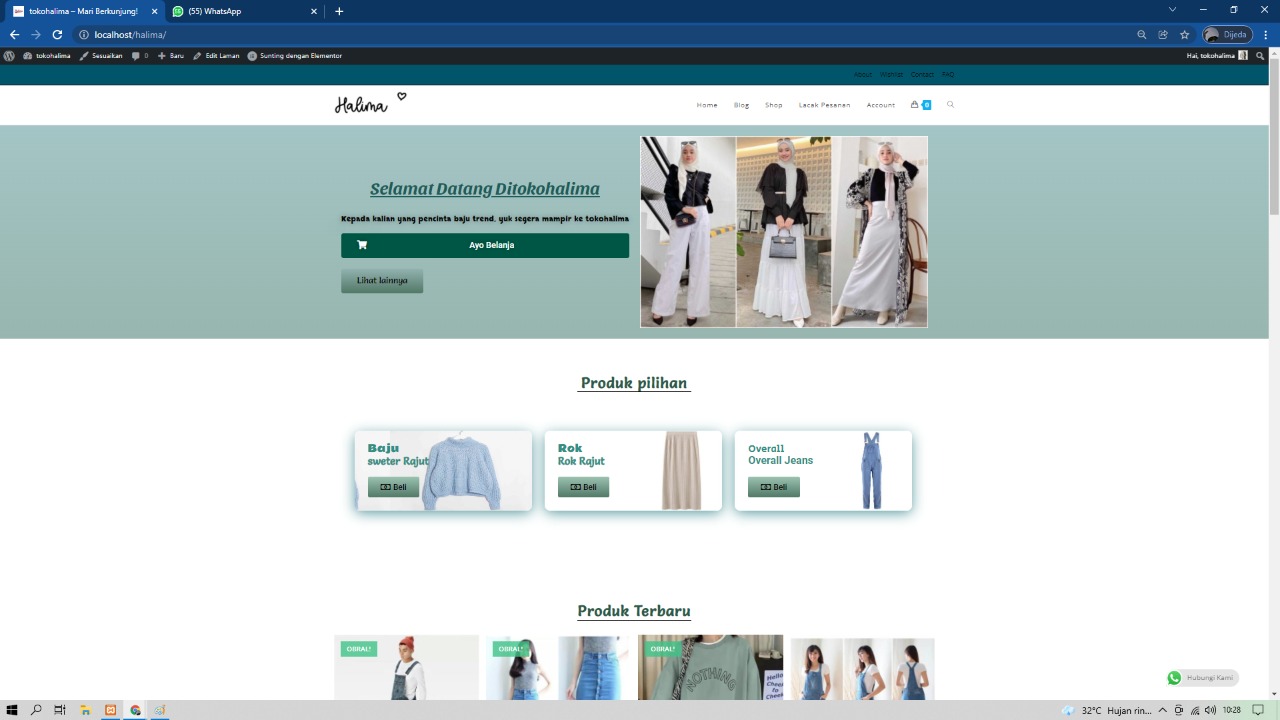 tokohalima – Mari Berkunjung!
(55) WhatsApp
localhost/halima/
Dijeda
tokohalima Sesuaikan 0 Baru Edit Laman Sunting dengan Elementor
Hai, tokohalima
About Wishlist Contact FAQ
Halima
Home Blog Shop Lacak Pesanan Account 0
Selamat Datang Ditokohalima
Kepada kalian yang pencinta baju trend, yuk segera mampir ke tokohalima
Ayo Belanja
Lihat lainnya
Produk pilihan
Baju
sweter Rajut
Beli
Rok
Rok Rajut
Beli
Overall
Overall Jeans
Beli
Produk Terbaru
OBRAL!
OBRAL!
OBRAL!
NOTHING
Hello
Cheer
to
Cheer
Hubungi Kami
32°C Hujan rin... 10:28